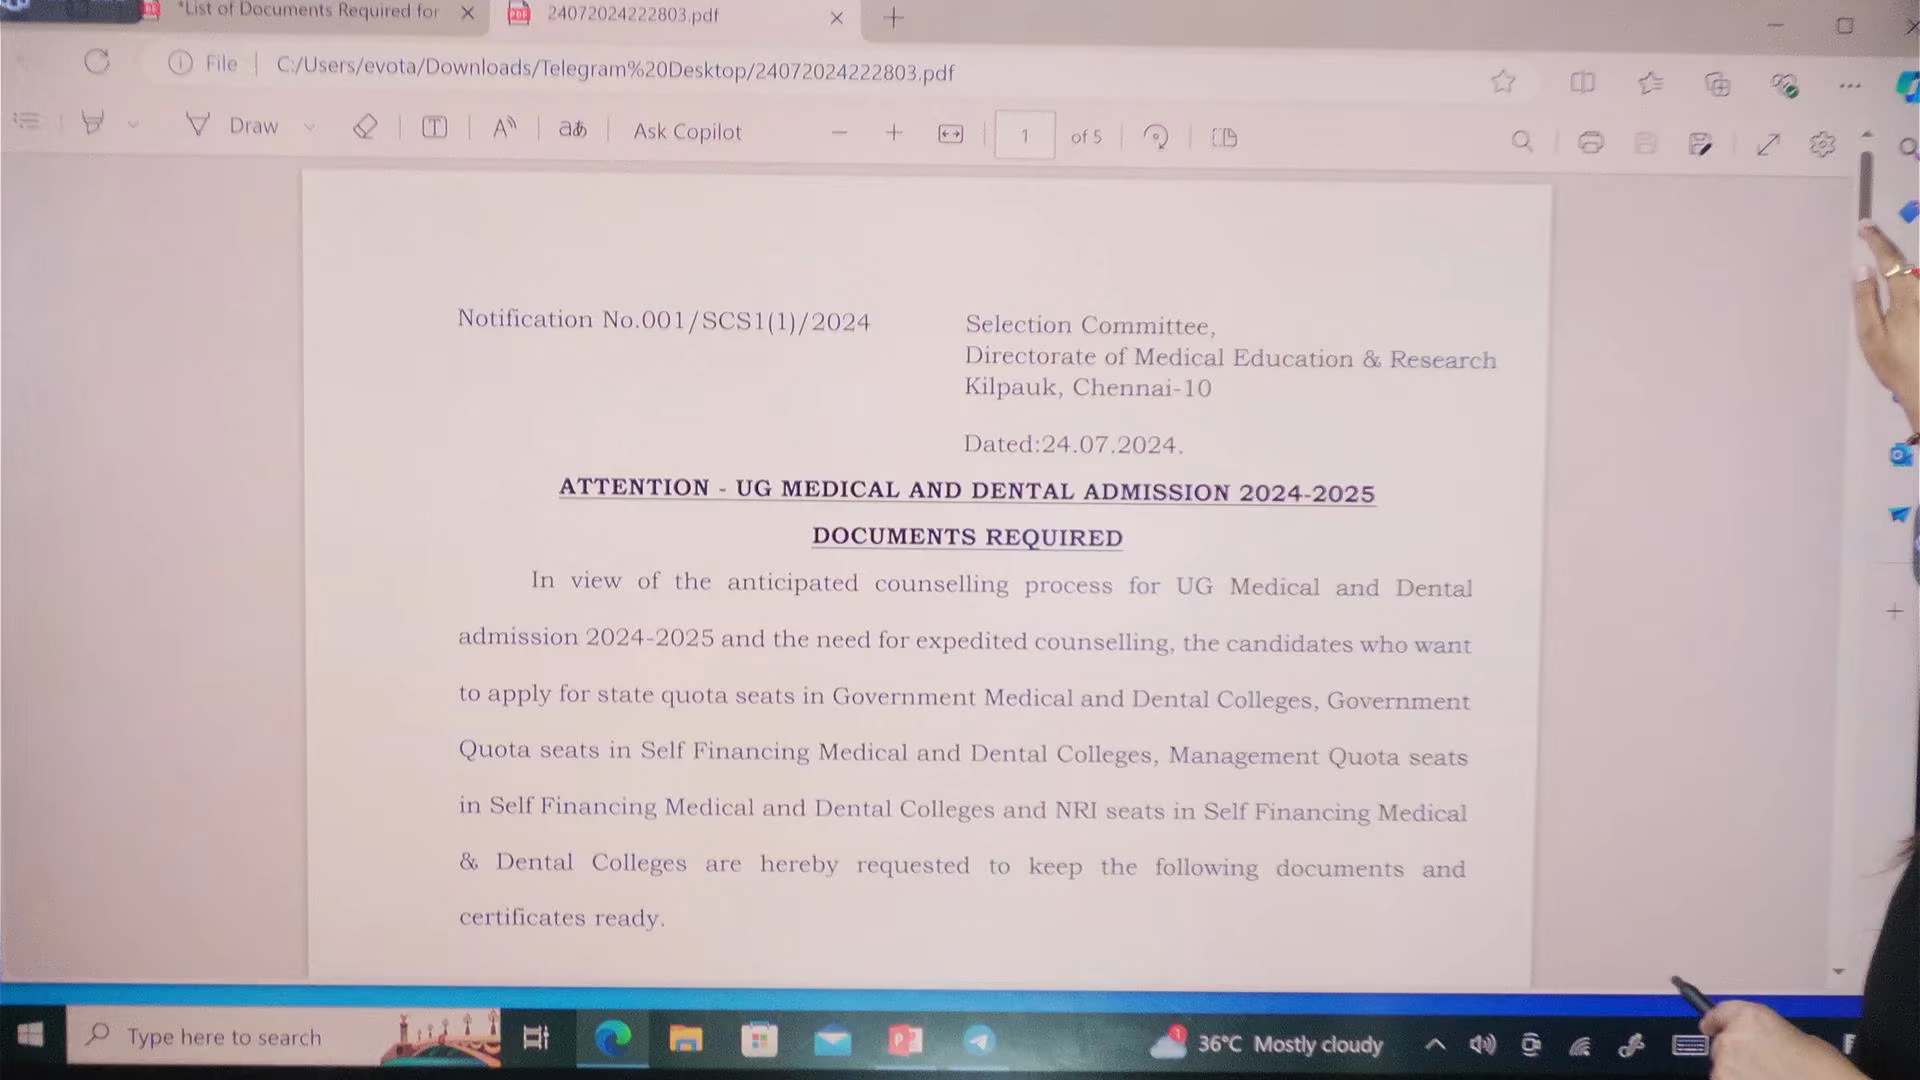 *List of Documents Required for
24072024222803.pdf
File
C:/Users/evota/Downloads/Telegram%20Desktop/24072024222803.pdf
Draw
Ask Copilot
1 of 5
Notification No.001/SCS1(1)/2024
Selection Committee,
Directorate of Medical Education & Research
Kilpauk, Chennai-10
Dated:24.07.2024.
ATTENTION - UG MEDICAL AND DENTAL ADMISSION 2024-2025
DOCUMENTS REQUIRED
In view of the anticipated counselling process for UG Medical and Dental
admission 2024-2025 and the need for expedited counselling, the candidates who want
to apply for state quota seats in Government Medical and Dental Colleges, Government
Quota seats in Self Financing Medical and Dental Colleges, Management Quota seats
in Self Financing Medical and Dental Colleges and NRI seats in Self Financing Medical
& Dental Colleges are hereby requested to keep the following documents and
certificates ready.
Type here to search
36°C Mostly cloudy